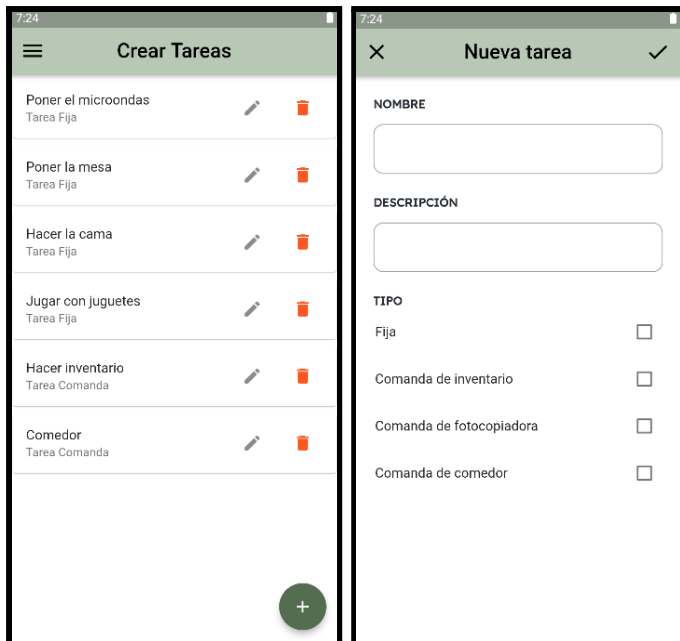 7:24
Crear Tareas
Poner el microondas
Tarea Fija
Poner la mesa
Tarea Fija
Hacer la cama
Tarea Fija
Jugar con juguetes
Tarea Fija
Hacer inventario
Tarea Comanda
Comedor
Tarea Comanda
7:24
Nueva tarea
NOMBRE
DESCRIPCIÓN
TIPO
Fija
Comanda de inventario
Comanda de fotocopiadora
Comanda de comedor